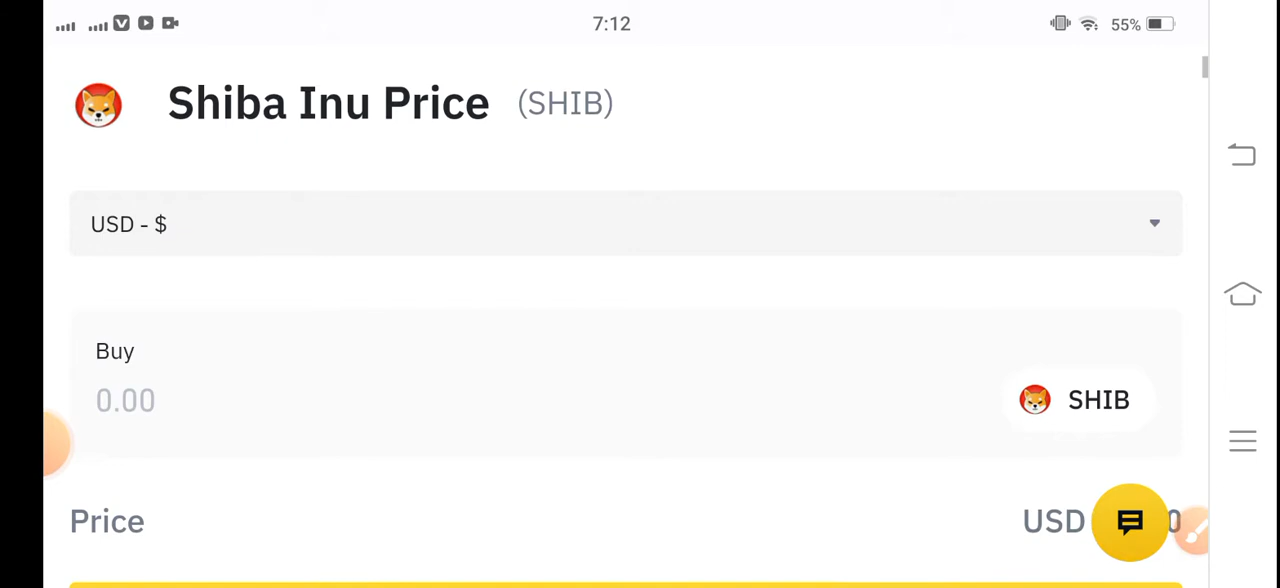 7:12
55%
Shiba Inu Price (SHIB)
USD - $
Buy
0.00
SHIB
Price
USD